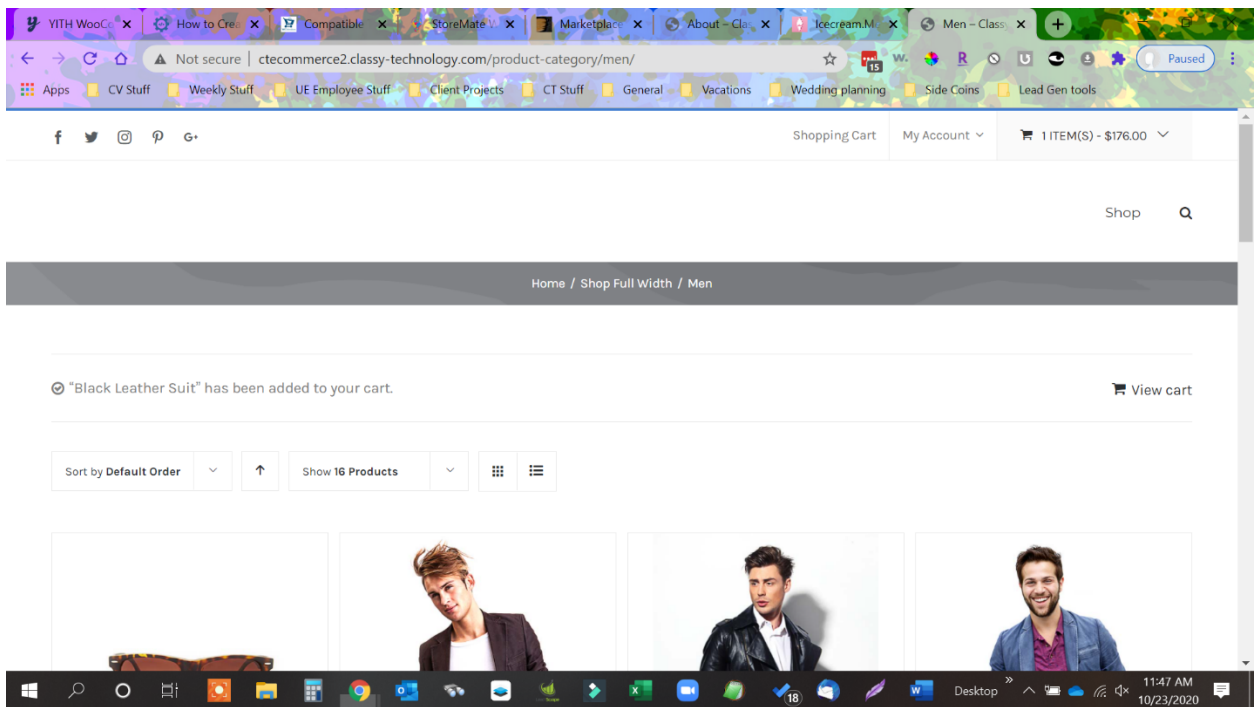 YITH WooCo
How to Crea
Compatible
StoreMate W
Marketplace
About – Clas
Icecream.M
Men – Classy
Not secure | ctecommerce2.classy-technology.com/product-category/men/
15
W.
R
Paused
Apps
CV Stuff
Weekly Stuff
UE Employee Stuff
Client Projects
CT Stuff
General
Vacations
Wedding planning
Side Coins
Lead Gen tools
G+
Shopping Cart
My Account
1 ITEM(S) - $176.00
Shop
Home / Shop Full Width / Men
“Black Leather Suit” has been added to your cart.
View cart
Sort by Default Order
Show 16 Products
18
Desktop
11:47 AM
10/23/2020